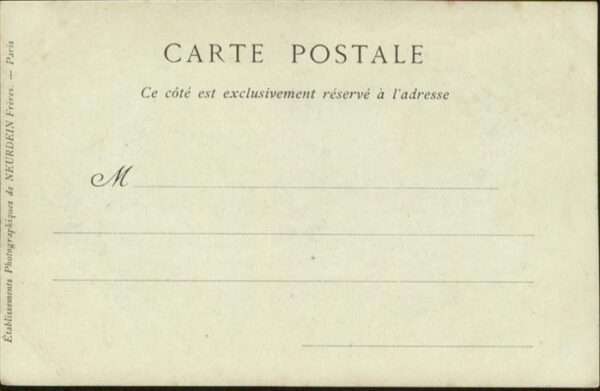 CARTE POSTALE
Ce côté est exclusivement réservé à l'adresse
M
Établissements Photographiques de NEURDEIN Frères. — Paris